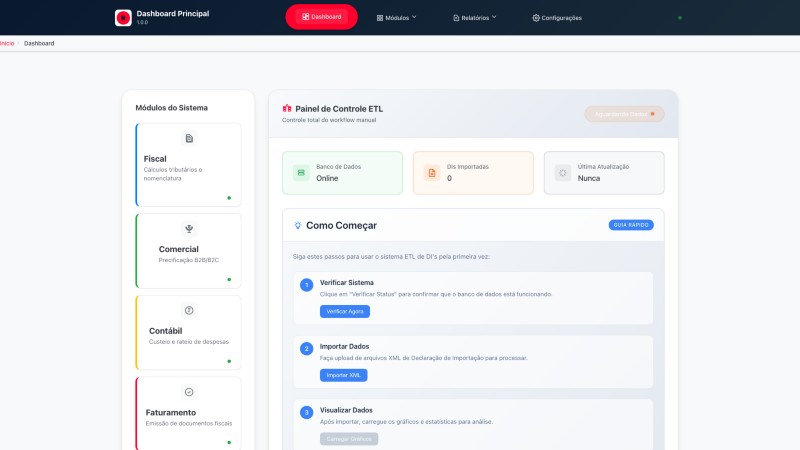 Dashboard Principal
1.0.0
Dashboard
Módulos
Relatórios
Configurações
Início
Dashboard
Módulos do Sistema
Fiscal
Cálculos tributários e
nomenclatura
Comercial
Precificação B2B/B2C
Contábil
Custeio e rateio de despesas
Faturamento
Emissão de documentos fiscais
Painel de Controle ETL
Controle total do workflow manual
Aguardando Dados
Banco de Dados
Online
DIs Importadas
0
Última Atualização
Nunca
Como Começar
GUIA RÁPIDO
Siga estes passos para usar o sistema ETL de DI's pela primeira vez:
1
Verificar Sistema
Clique em "Verificar Status" para confirmar que o banco de dados está funcionando.
Verificar Agora
2
Importar Dados
Faça upload de arquivos XML de Declaração de Importação para processar.
Importar XML
3
Visualizar Dados
Após importar, carregue os gráficos e estatísticas para análise.
Carregar Gráficos